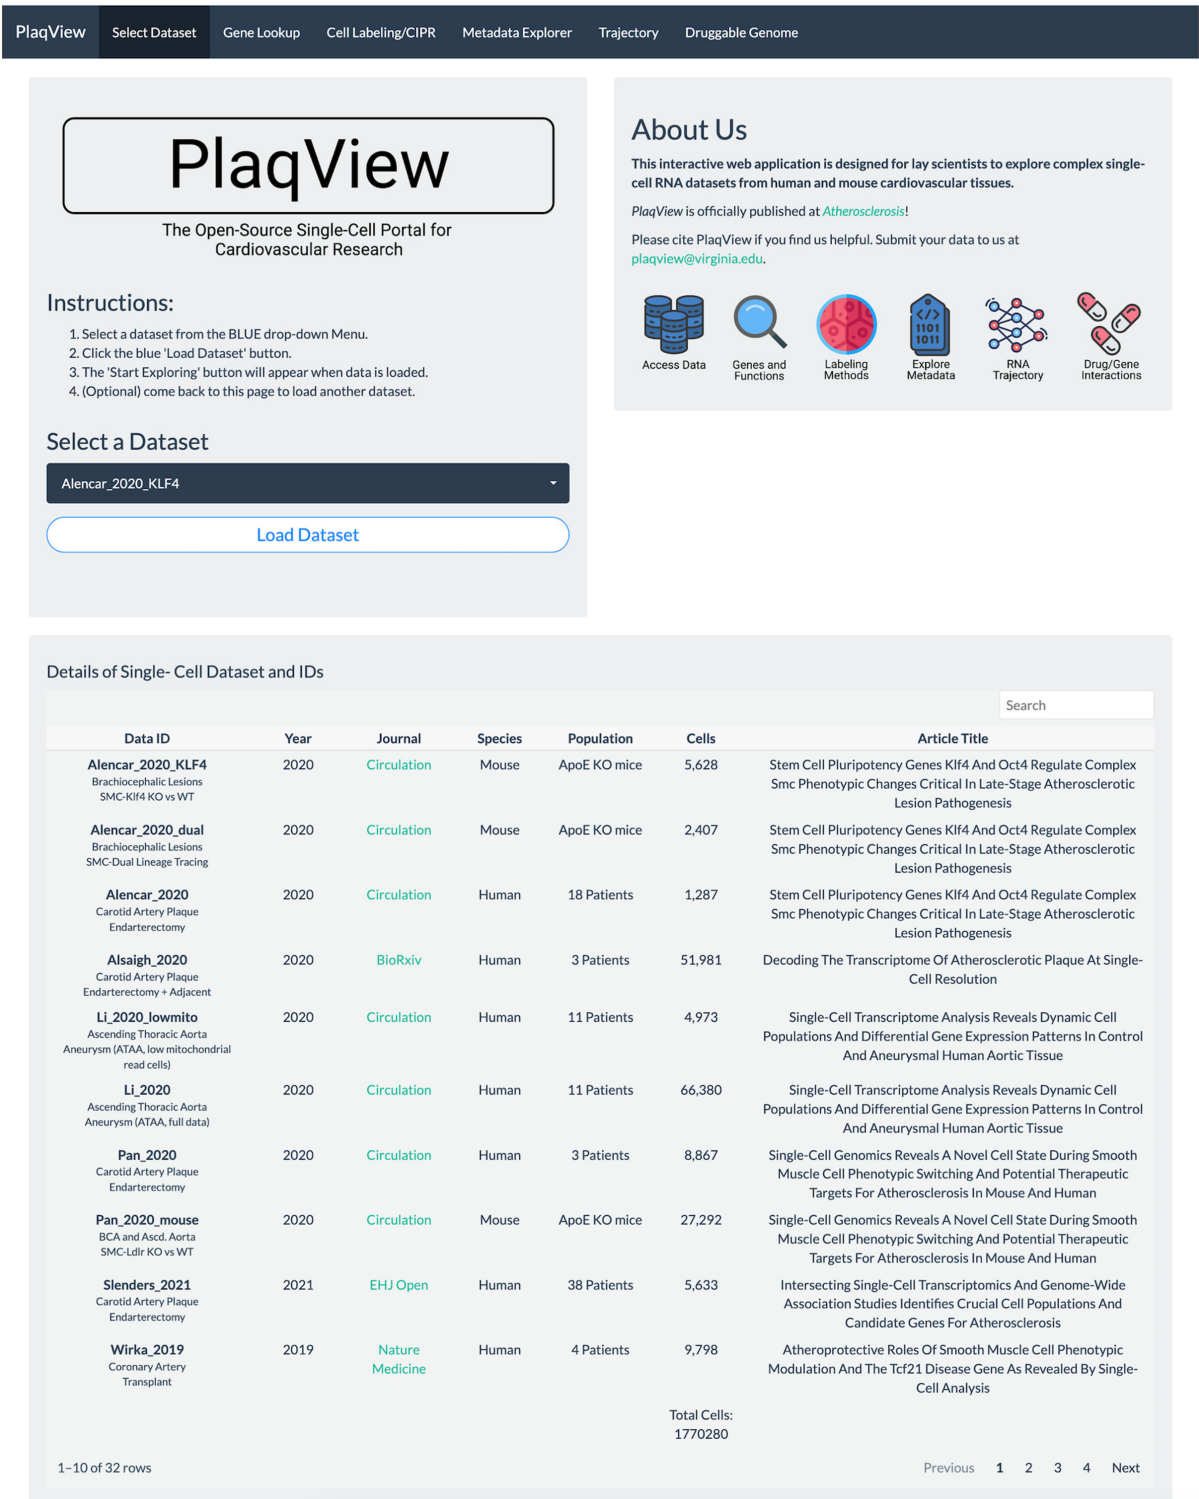 PlaqView Select Dataset Gene Lookup Cell Labeling/CIPR Metadata Explorer Trajectory Druggable Genome
PlaqView
The Open-Source Single-Cell Portal for
Cardiovascular Research
Instructions:
1. Select a dataset from the BLUE drop-down Menu.
2. Click the blue 'Load Dataset' button.
3. The 'Start Exploring' button will appear when data is loaded.
4. (Optional) come back to this page to load another dataset.
Select a Dataset
Alencar_2020_KLF4
Load Dataset
About Us
This interactive web application is designed for lay scientists to explore complex single-
cell RNA datasets from human and mouse cardiovascular tissues.
PlaqView is officially published at Atherosclerosis!
Please cite PlaqView if you find us helpful. Submit your data to us at
plaqview@virginia.edu.
</>
1101
1011
Access Data Genes and Labeling Explore RNA Drug/Gene
Functions Methods Metadata Trajectory Interactions
Details of Single- Cell Dataset and IDs
Search
Data ID Year Journal Species Population Cells Article Title
Alencar_2020_KLF4 2020 Circulation Mouse ApoE KO mice 5,628 Stem Cell Pluripotency Genes Klf4 And Oct4 Regulate Complex
Brachiocephalic Lesions Smc Phenotypic Changes Critical In Late-Stage Atherosclerotic
SMC-Klf4 KO vs WT Lesion Pathogenesis
Alencar_2020_dual 2020 Circulation Mouse ApoE KO mice 2,407 Stem Cell Pluripotency Genes Klf4 And Oct4 Regulate Complex
Brachiocephalic Lesions Smc Phenotypic Changes Critical In Late-Stage Atherosclerotic
SMC-Dual Lineage Tracing Lesion Pathogenesis
Alencar_2020 2020 Circulation Human 18 Patients 1,287 Stem Cell Pluripotency Genes Klf4 And Oct4 Regulate Complex
Carotid Artery Plaque Smc Phenotypic Changes Critical In Late-Stage Atherosclerotic
Endarterectomy Lesion Pathogenesis
Alsaigh_2020 2020 BioRxiv Human 3 Patients 51,981 Decoding The Transcriptome Of Atherosclerotic Plaque At Single-
Carotid Artery Plaque Cell Resolution
Endarterectomy + Adjacent
Li_2020_lowmito 2020 Circulation Human 11 Patients 4,973 Single-Cell Transcriptome Analysis Reveals Dynamic Cell
Ascending Thoracic Aorta Populations And Differential Gene Expression Patterns In Control
Aneurysm (ATAA, low mitochondrial And Aneurysmal Human Aortic Tissue
read cells)
Li_2020 2020 Circulation Human 11 Patients 66,380 Single-Cell Transcriptome Analysis Reveals Dynamic Cell
Ascending Thoracic Aorta Populations And Differential Gene Expression Patterns In Control
Aneurysm (ATAA, full data) And Aneurysmal Human Aortic Tissue
Pan_2020 2020 Circulation Human 3 Patients 8,867 Single-Cell Genomics Reveals A Novel Cell State During Smooth
Carotid Artery Plaque Muscle Cell Phenotypic Switching And Potential Therapeutic
Endarterectomy Targets For Atherosclerosis In Mouse And Human
Pan_2020_mouse 2020 Circulation Mouse ApoE KO mice 27,292 Single-Cell Genomics Reveals A Novel Cell State During Smooth
BCA and Ascd. Aorta Muscle Cell Phenotypic Switching And Potential Therapeutic
SMC-Ldlr KO vs WT Targets For Atherosclerosis In Mouse And Human
Slenders_2021 2021 EHJ Open Human 38 Patients 5,633 Intersecting Single-Cell Transcriptomics And Genome-Wide
Carotid Artery Plaque Association Studies Identifies Crucial Cell Populations And
Endarterectomy Candidate Genes For Atherosclerosis
Wirka_2019 2019 Nature Human 4 Patients 9,798 Atheroprotective Roles Of Smooth Muscle Cell Phenotypic
Coronary Artery Medicine Modulation And The Tcf21 Disease Gene As Revealed By Single-
Transplant Cell Analysis
Total Cells:
1770280
1–10 of 32 rows Previous 1 2 3 4 Next